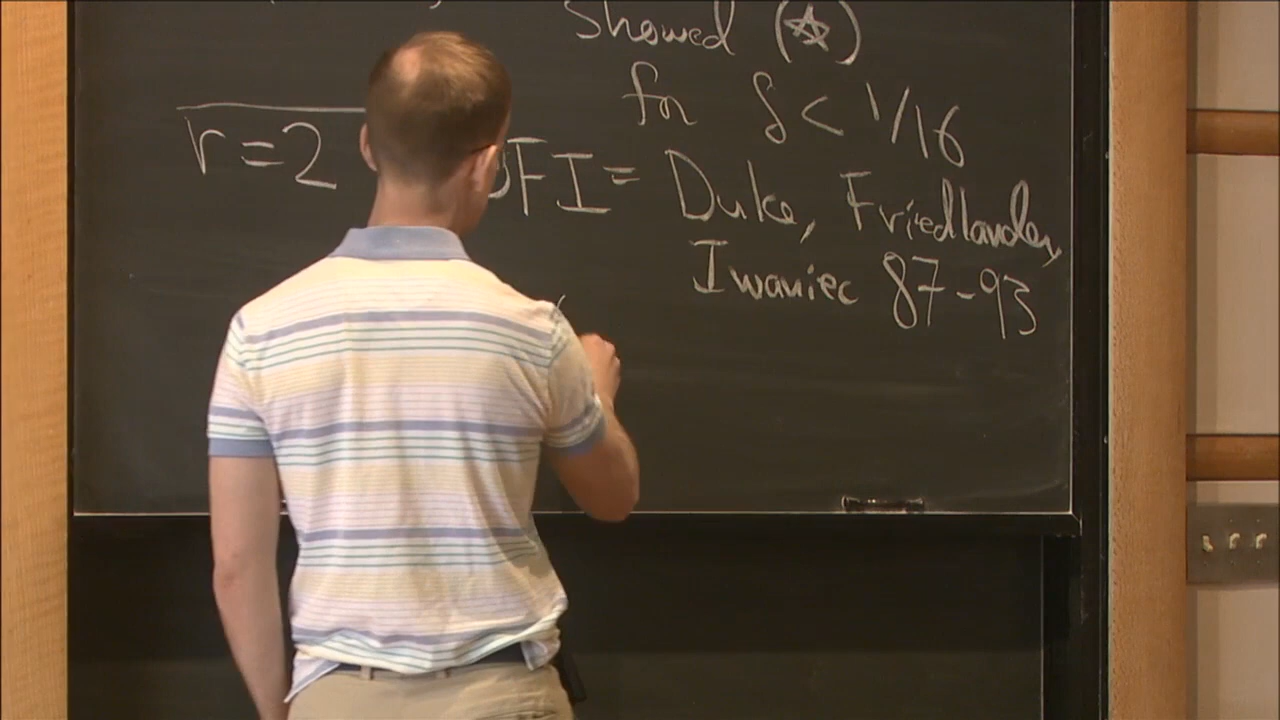 showed (☆)
for δ < 1/16
r=2 DFI = Duke, Friedlander,
Iwaniec 87-93